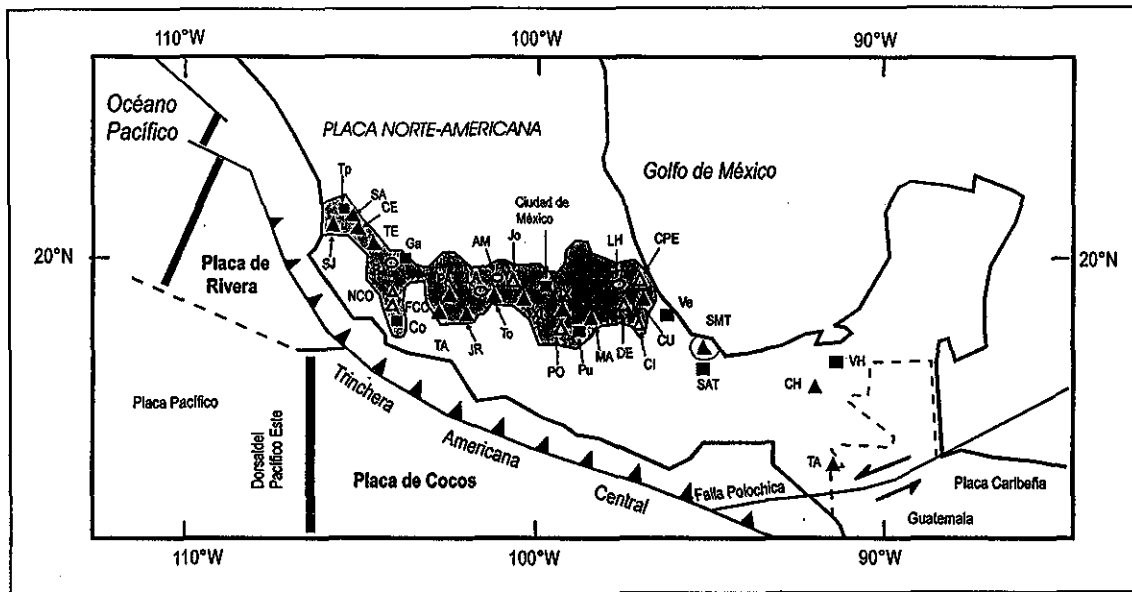 110°W
100°W
90°W
Océano
Pacífico
PLACA NORTE-AMERICANA
Golfo de México
Tp
SA
CE
TE
Ga
AM
Jo
Ciudad de
México
LH
CPE
20°N
20°N
SJ
Placa de
Rivera
NCO
FCO
Co
TA
JR
To
PO
Pu
MA
DE
CI
CU
Ve
SMT
SAT
CH
VH
TA
Placa Pacífico
Dorsaldel
Pacífico Este
Trinchera
Americana
Central
Placa de Cocos
Falla Polochica
Placa Caribeña
Guatemala
110°W
100°W
90°W